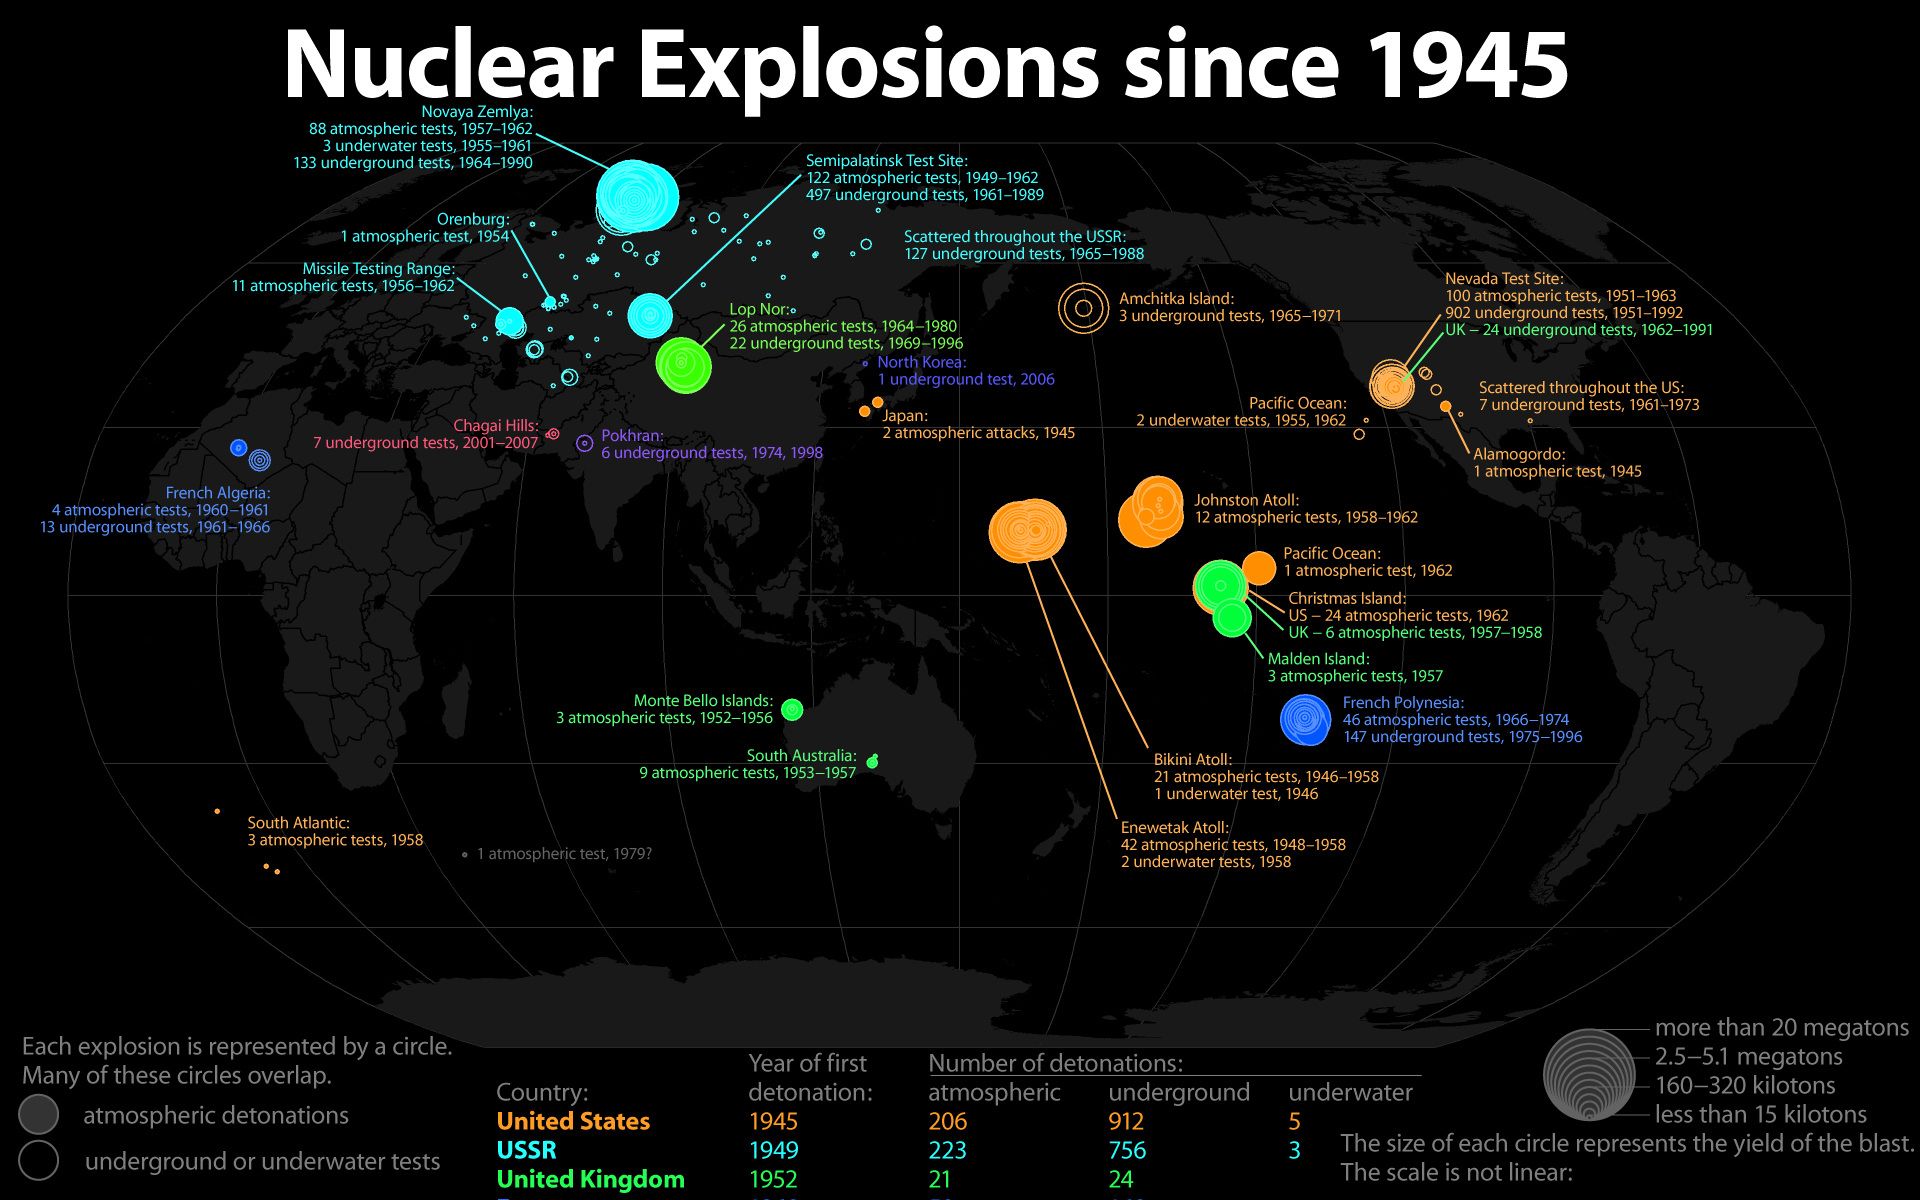 Nuclear Explosions since 1945
Novaya Zemlya:
88 atmospheric tests, 1957–1962
3 underwater tests, 1955–1961
133 underground tests, 1964–1990
Semipalatinsk Test Site:
122 atmospheric tests, 1949–1962
497 underground tests, 1961–1989
Orenburg:
1 atmospheric test, 1954
Scattered throughout the USSR:
127 underground tests, 1965–1988
Missile Testing Range:
11 atmospheric tests, 1956–1962
Lop Nor:
26 atmospheric tests, 1964–1980
22 underground tests, 1969–1996
Amchitka Island:
3 underground tests, 1965–1971
Nevada Test Site:
100 atmospheric tests, 1951–1963
902 underground tests, 1951–1992
UK – 24 underground tests, 1962–1991
North Korea:
1 underground test, 2006
Japan:
2 atmospheric attacks, 1945
Scattered throughout the US:
7 underground tests, 1961–1973
Pacific Ocean:
2 underwater tests, 1955, 1962
Chagai Hills:
7 underground tests, 2001–2007
Pokhran:
6 underground tests, 1974, 1998
Alamogordo:
1 atmospheric test, 1945
French Algeria:
4 atmospheric tests, 1960–1961
13 underground tests, 1961–1966
Johnston Atoll:
12 atmospheric tests, 1958–1962
Pacific Ocean:
1 atmospheric test, 1962
Christmas Island:
US – 24 atmospheric tests, 1962
UK – 6 atmospheric tests, 1957–1958
Malden Island:
3 atmospheric tests, 1957
Monte Bello Islands:
3 atmospheric tests, 1952–1956
French Polynesia:
46 atmospheric tests, 1966–1974
147 underground tests, 1975–1996
South Australia:
9 atmospheric tests, 1953–1957
Bikini Atoll:
21 atmospheric tests, 1946–1958
1 underwater test, 1946
South Atlantic:
3 atmospheric tests, 1958
Enewetak Atoll:
42 atmospheric tests, 1948–1958
2 underwater tests, 1958
1 atmospheric test, 1979?
Each explosion is represented by a circle.
Many of these circles overlap.
atmospheric detonations
underground or underwater tests
Year of first Number of detonations:
Country: detonation: atmospheric underground underwater
United States 1945 206 912 5
USSR 1949 223 756 3
United Kingdom 1952 21 24
more than 20 megatons
2.5–5.1 megatons
160–320 kilotons
less than 15 kilotons
The size of each circle represents the yield of the blast.
The scale is not linear: